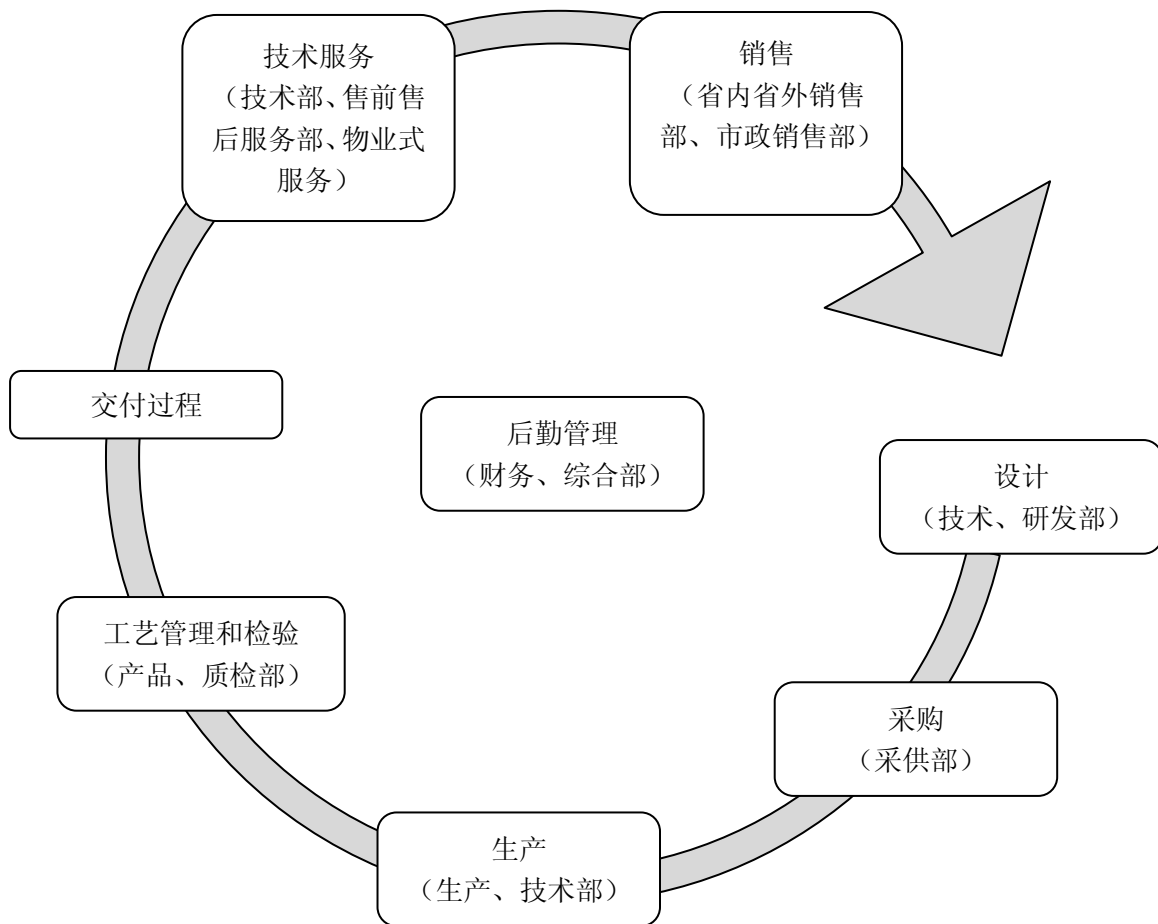 技术服务
（技术部、售前售
后服务部、物业式
服务）
销售
（省内省外销售
部、市政销售部）
交付过程
后勤管理
（财务、综合部）
设计
（技术、研发部）
工艺管理和检验
（产品、质检部）
采购
（采供部）
生产
（生产、技术部）